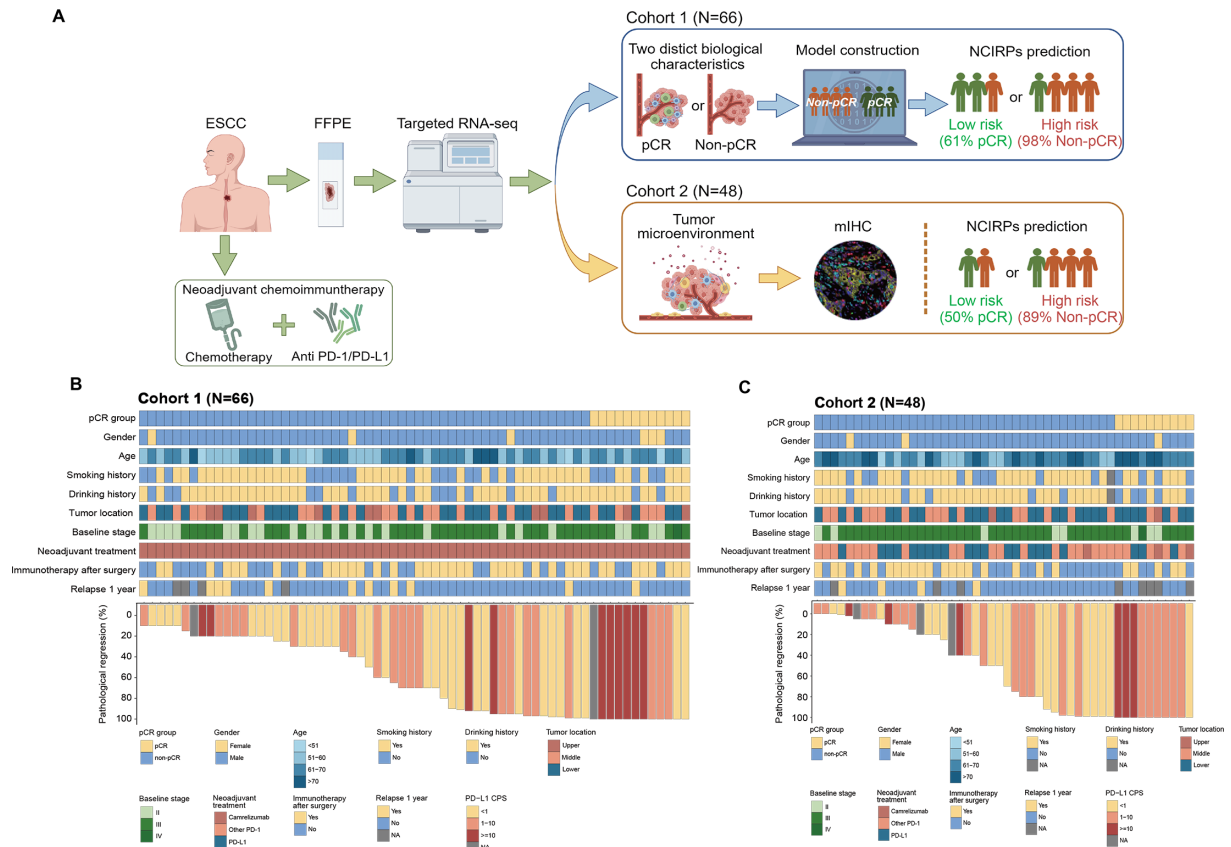 A
Cohort 1 (N=66)
Two distict biological
characteristics
Model construction
NCIRPs prediction
or
Non-pCR
pCR
or
pCR
Non-pCR
Low risk
(61% pCR)
High risk
(98% Non-pCR)
ESCC
FFPE
Targeted RNA-seq
Cohort 2 (N=48)
Tumor
microenvironment
mIHC
NCIRPs prediction
or
Low risk
(50% pCR)
High risk
(89% Non-pCR)
Neoadjuvant chemoimmuntherapy
Chemotherapy
Anti PD-1/PD-L1
B
Cohort 1 (N=66)
pCR group
Gender
Age
Smoking history
Drinking history
Tumor location
Baseline stage
Neoadjuvant treatment
Immunotherapy after surgery
Relapse 1 year
Pathological regression (%)
0
20
40
60
80
100
pCR group
pCR
non-pCR
Gender
Female
Male
Age
<51
51−60
61−70
>70
Smoking history
Yes
No
Drinking history
Yes
No
Tumor location
Upper
Middle
Lower
Baseline stage
II
III
IV
Neoadjuvant
treatment
Camrelizumab
Other PD-1
PD-L1
Immunotherapy
after surgery
Yes
No
Relapse 1 year
Yes
No
NA
PD−L1 CPS
<1
1−10
>=10
NA
C
Cohort 2 (N=48)
pCR group
Gender
Age
Smoking history
Drinking history
Tumor location
Baseline stage
Neoadjuvant treatment
Immunotherapy after surgery
Relapse 1 year
Pathological regression (%)
0
20
40
60
80
100
pCR group
pCR
non-pCR
Gender
Female
Male
Age
<51
51−60
61−70
>70
Smoking history
Yes
No
NA
Drinking history
Yes
No
NA
Tumor location
Upper
Middle
Lower
Baseline stage
II
III
IV
Neoadjuvant
treatment
Camrelizumab
Other PD-1
PD-L1
Immunotherapy
after surgery
Yes
No
Relapse 1 year
Yes
No
NA
PD−L1 CPS
<1
1−10
>=10
NA